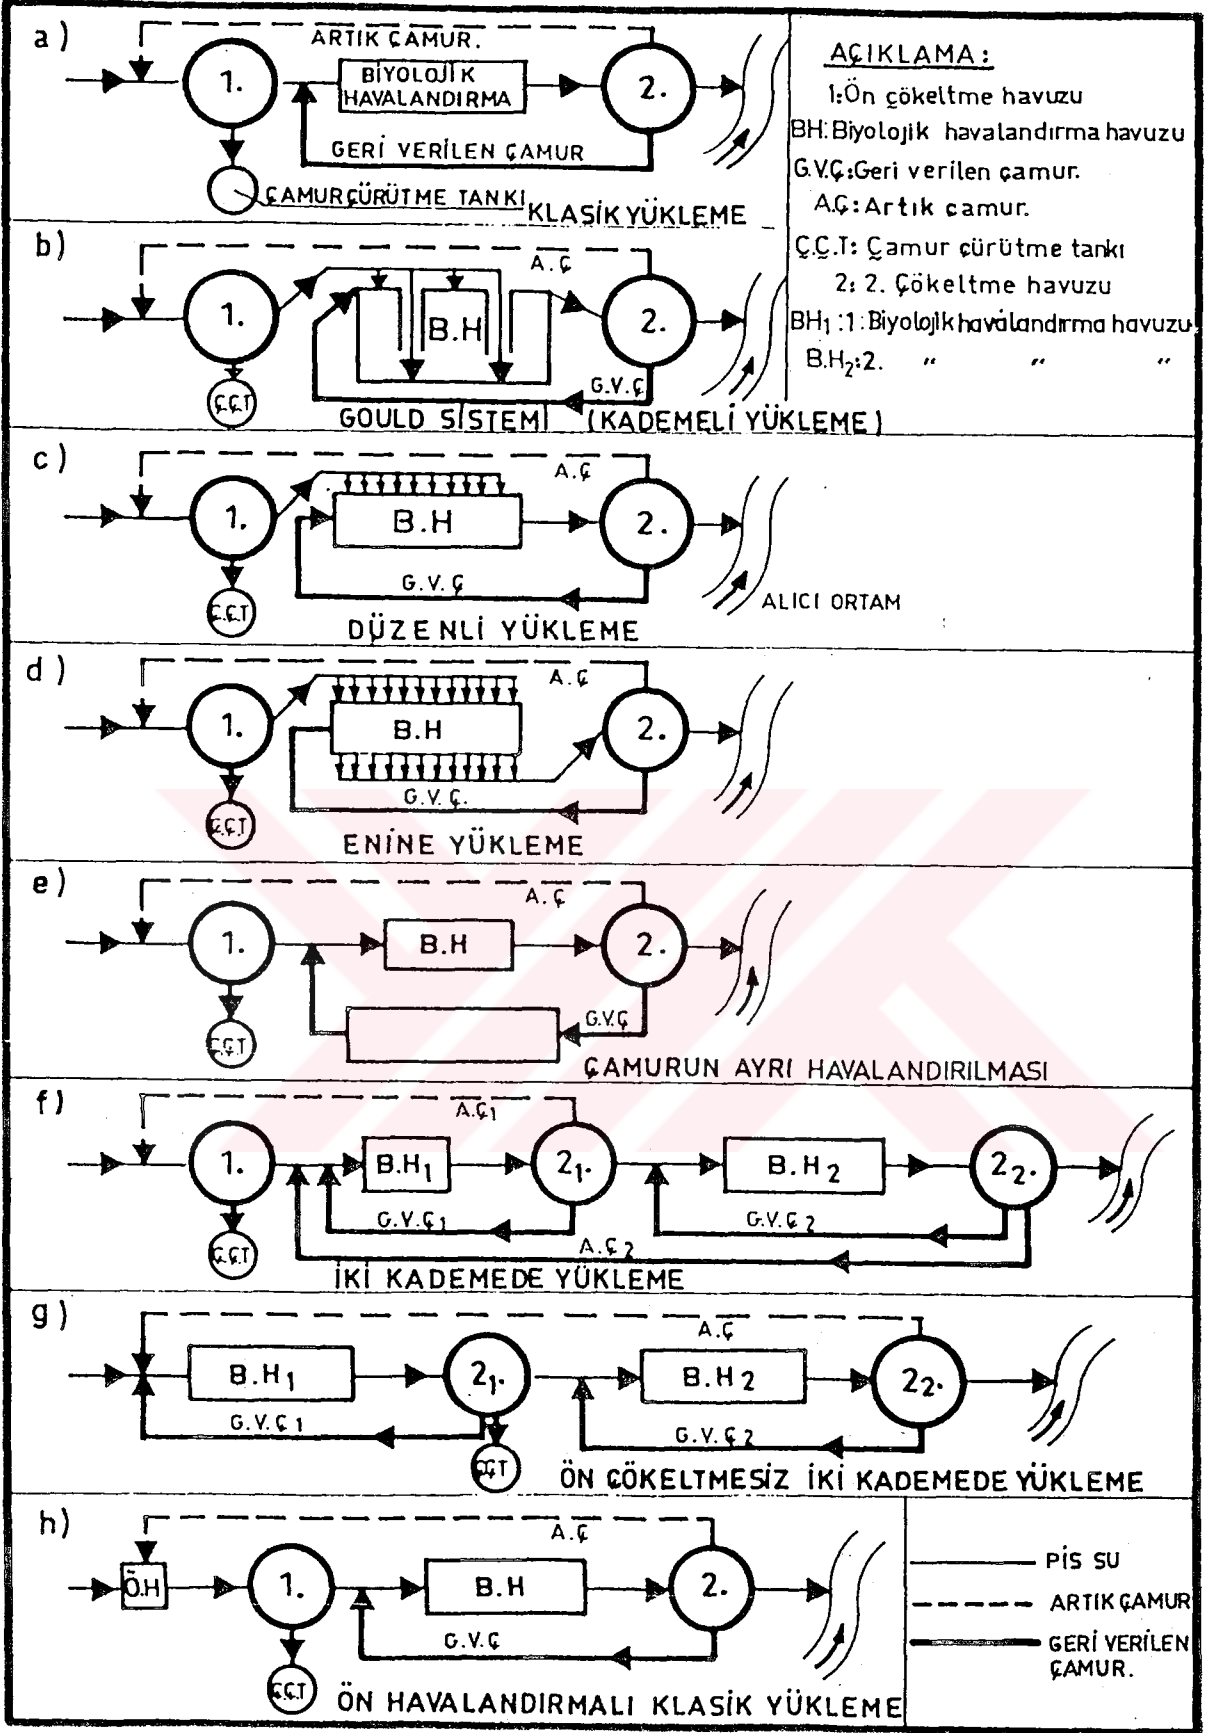 a)
ARTIK ÇAMUR.
1.
BİYOLOJİK
HAVALANDIRMA
2.
GERİ VERİLEN ÇAMUR
ÇAMUR ÇÜRÜTME TANKI
KLASİK YÜKLEME
AÇIKLAMA:
1:Ön çökeltme havuzu
BH:Biyolojik havalandırma havuzu
G.V.Ç:Geri verilen çamur.
A.Ç:Artık çamur.
Ç.Ç.T: Çamur çürütme tankı
2: 2. Çökeltme havuzu
BH1 :1:Biyolojik havalandırma havuzu
B.H2:2. " " "
b)
A.Ç
1.
B.H
2.
G.V.Ç
Ç.Ç.T
GOULD SİSTEMİ (KADEMELİ YÜKLEME)
c)
A.Ç
1.
B.H
2.
G.V.Ç
Ç.Ç.T
ALICI ORTAM
DÜZENLİ YÜKLEME
d)
A.Ç
1.
B.H
2.
G.V.Ç.
Ç.Ç.T
ENİNE YÜKLEME
e)
A.Ç
1.
B.H
2.
G.V.Ç
Ç.Ç.T
ÇAMURUN AYRI HAVALANDIRILMASI
f)
A.Ç1
1.
B.H1
21.
B.H2
22.
G.V.Ç1
G.V.Ç2
A.Ç2
Ç.Ç.T
İKİ KADEMEDE YÜKLEME
g)
A.Ç
B.H1
21.
B.H2
22.
G.V.Ç1
G.V.Ç2
Ç.Ç.T
ÖN ÇÖKELTMESİZ İKİ KADEMEDE YÜKLEME
h)
A.Ç
Ö.H
1.
B.H
2.
G.V.Ç
Ç.Ç.T
ÖN HAVALANDIRMALI KLASİK YÜKLEME
PİS SU
ARTIK ÇAMUR
GERİ VERİLEN
ÇAMUR.